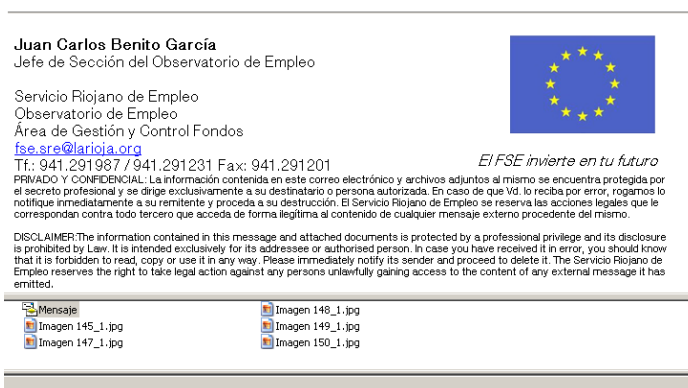 Juan Carlos Benito García
Jefe de Sección del Observatorio de Empleo
Servicio Riojano de Empleo
Observatorio de Empleo
Área de Gestión y Control Fondos
fse.sre@larioja.org
Tf.: 941.291987 / 941.291231 Fax: 941.291201
El FSE invierte en tu futuro
PRIVADO Y CONFIDENCIAL: La información contenida en este correo electrónico y archivos adjuntos al mismo se encuentra protegida por
el secreto profesional y se dirige exclusivamente a su destinatario o persona autorizada. En caso de que Vd. lo reciba por error, rogamos lo
notifique inmediatamente a su remitente y proceda a su destrucción. El Servicio Riojano de Empleo se reserva las acciones legales que le
correspondan contra todo tercero que acceda de forma ilegítima al contenido de cualquier mensaje externo procedente del mismo.
DISCLAIMER:The information contained in this message and attached documents is protected by a professional privilege and its disclosure
is prohibited by Law. It is intended exclusively for its addressee or authorised person. In case you have received it in error, you should know
that it is forbidden to read, copy or use it in any way. Please immediately notify its sender and proceed to delete it. The Servicio Riojano de
Empleo reserves the right to take legal action against any persons unlawfully gaining access to the content of any external message it has
emitted.
Mensaje
Imagen 145_1.jpg
Imagen 147_1.jpg
Imagen 148_1.jpg
Imagen 149_1.jpg
Imagen 150_1.jpg